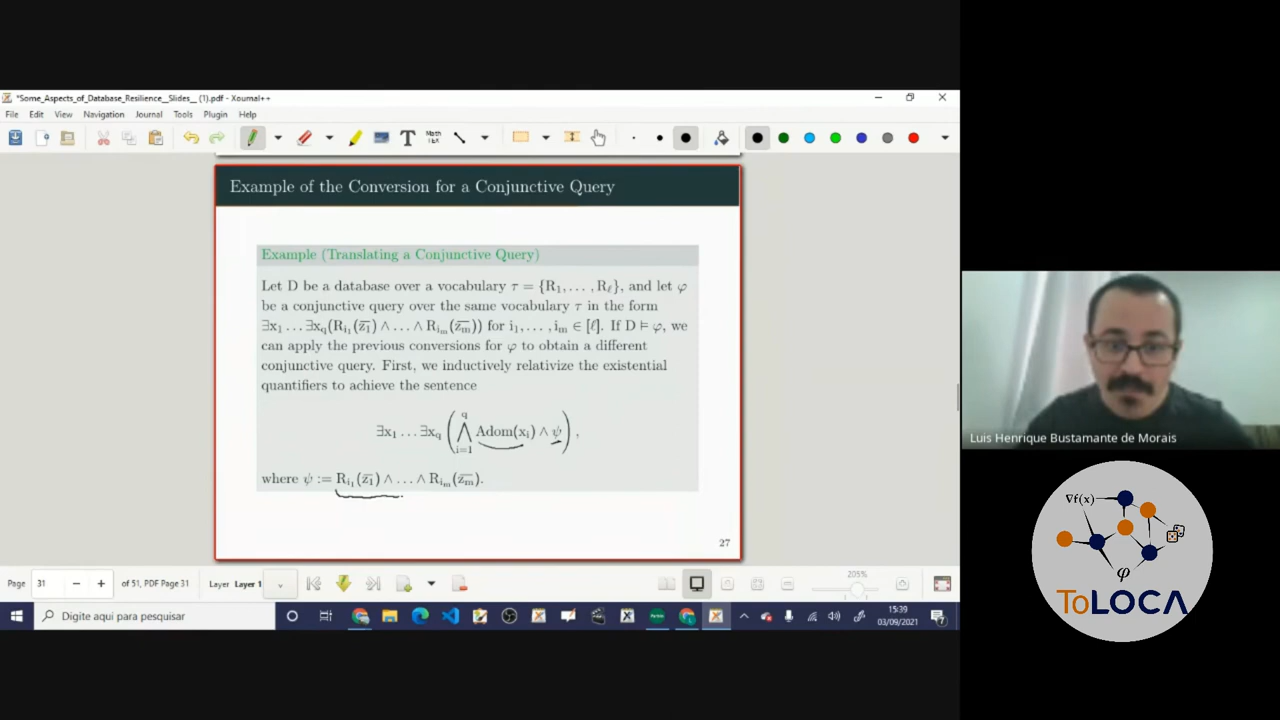 *Some_Aspects_of_Database_Resilience__Slides__ (1).pdf - Xournal++
File Edit View Navigation Journal Tools Plugin Help
T Math TEX
Example of the Conversion for a Conjunctive Query
Example (Translating a Conjunctive Query)
Let D be a database over a vocabulary τ = {R₁, . . . , Rℓ}, and let φ
be a conjunctive query over the same vocabulary τ in the form
∃x₁ . . . ∃x_q(R_{i₁}(z̅₁) ∧ . . . ∧ R_{i_m}(z̅_m)) for i₁, . . . , i_m ∈ [ℓ]. If D ⊨ φ, we
can apply the previous conversions for φ to obtain a different
conjunctive query. First, we inductively relativize the existential
quantifiers to achieve the sentence
∃x₁ . . . ∃x_q (⋀_{i=1}^{q} Adom(x_i) ∧ ψ),
where ψ := R_{i₁}(z̅₁) ∧ . . . ∧ R_{i_m}(z̅_m).
27
Page 31 of 51, PDF Page 31 Layer Layer 1 205%
Digite aqui para pesquisar
15:39
03/09/2021
Luis Henrique Bustamante de Morais
∇f(x)
φ
ToLOCA